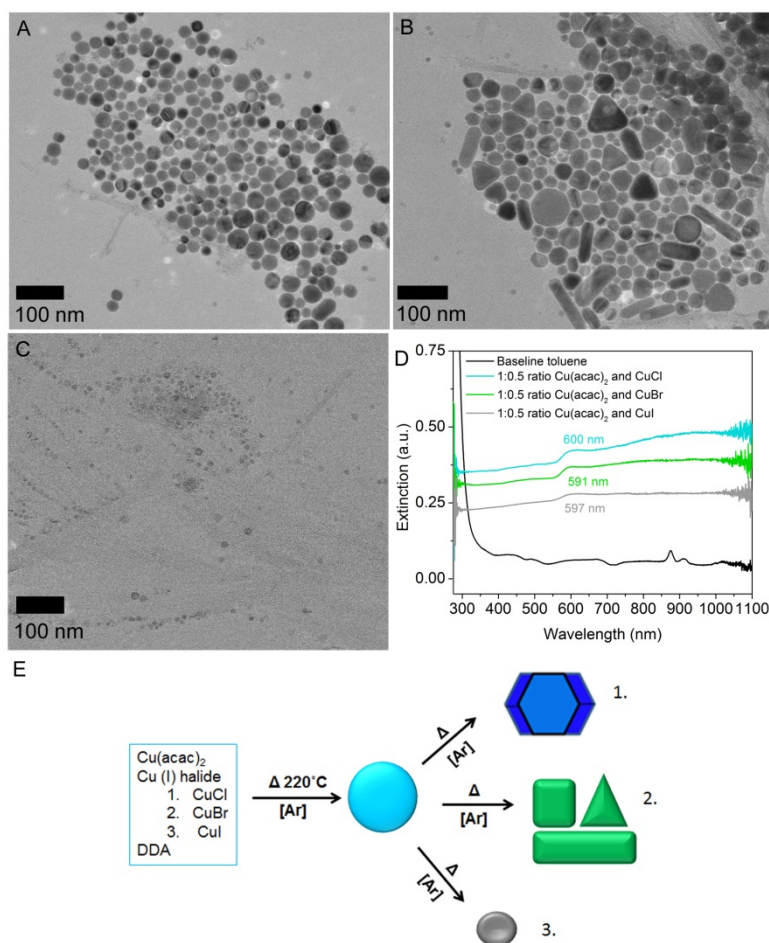 A
100 nm
B
100 nm
C
100 nm
D
Baseline toluene
1:0.5 ratio Cu(acac)₂ and CuCl
1:0.5 ratio Cu(acac)₂ and CuBr
1:0.5 ratio Cu(acac)₂ and CuI
0.75
0.50
0.25
0.00
Extinction (a.u.)
600 nm
591 nm
597 nm
300 400 500 600 700 800 900 1000 1100
Wavelength (nm)
E
Cu(acac)₂
Cu (I) halide
1. CuCl
2. CuBr
3. CuI
DDA
Δ 220°C
[Ar]
Δ
[Ar]
1.
Δ
[Ar]
2.
Δ
[Ar]
3.